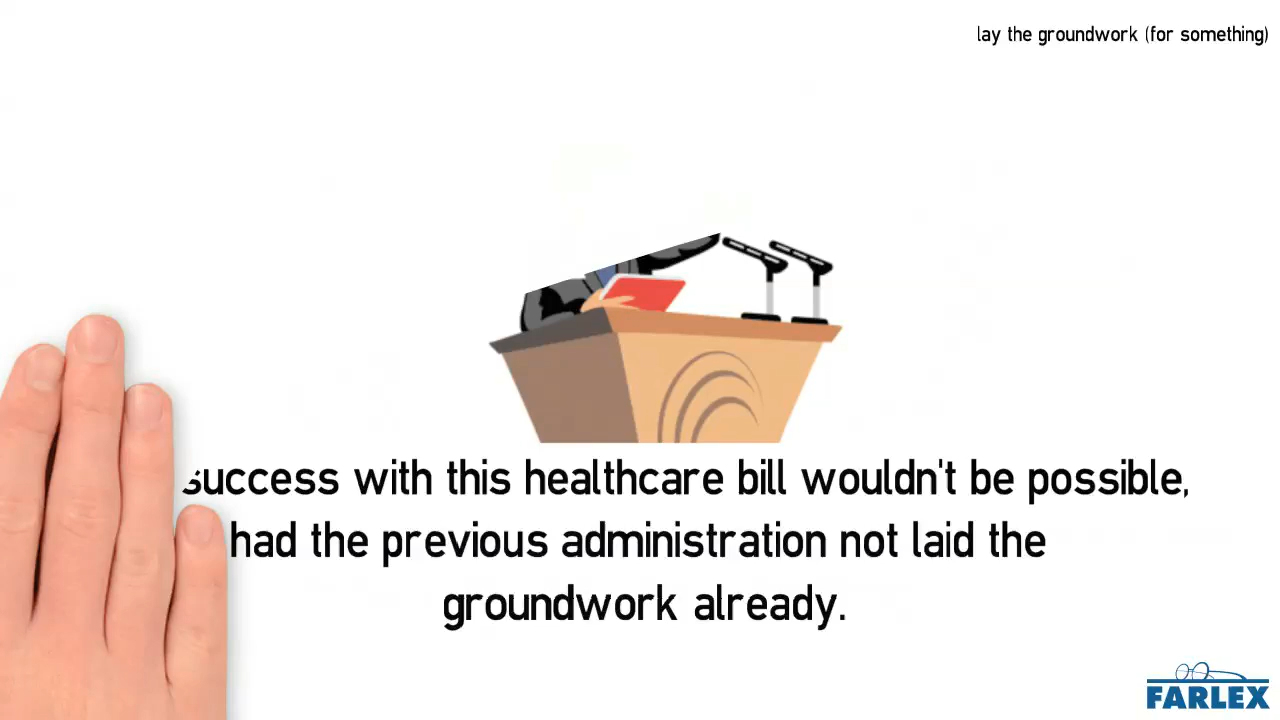 lay the groundwork (for something)
success with this healthcare bill wouldn't be possible,
had the previous administration not laid the
groundwork already.
FARLEX